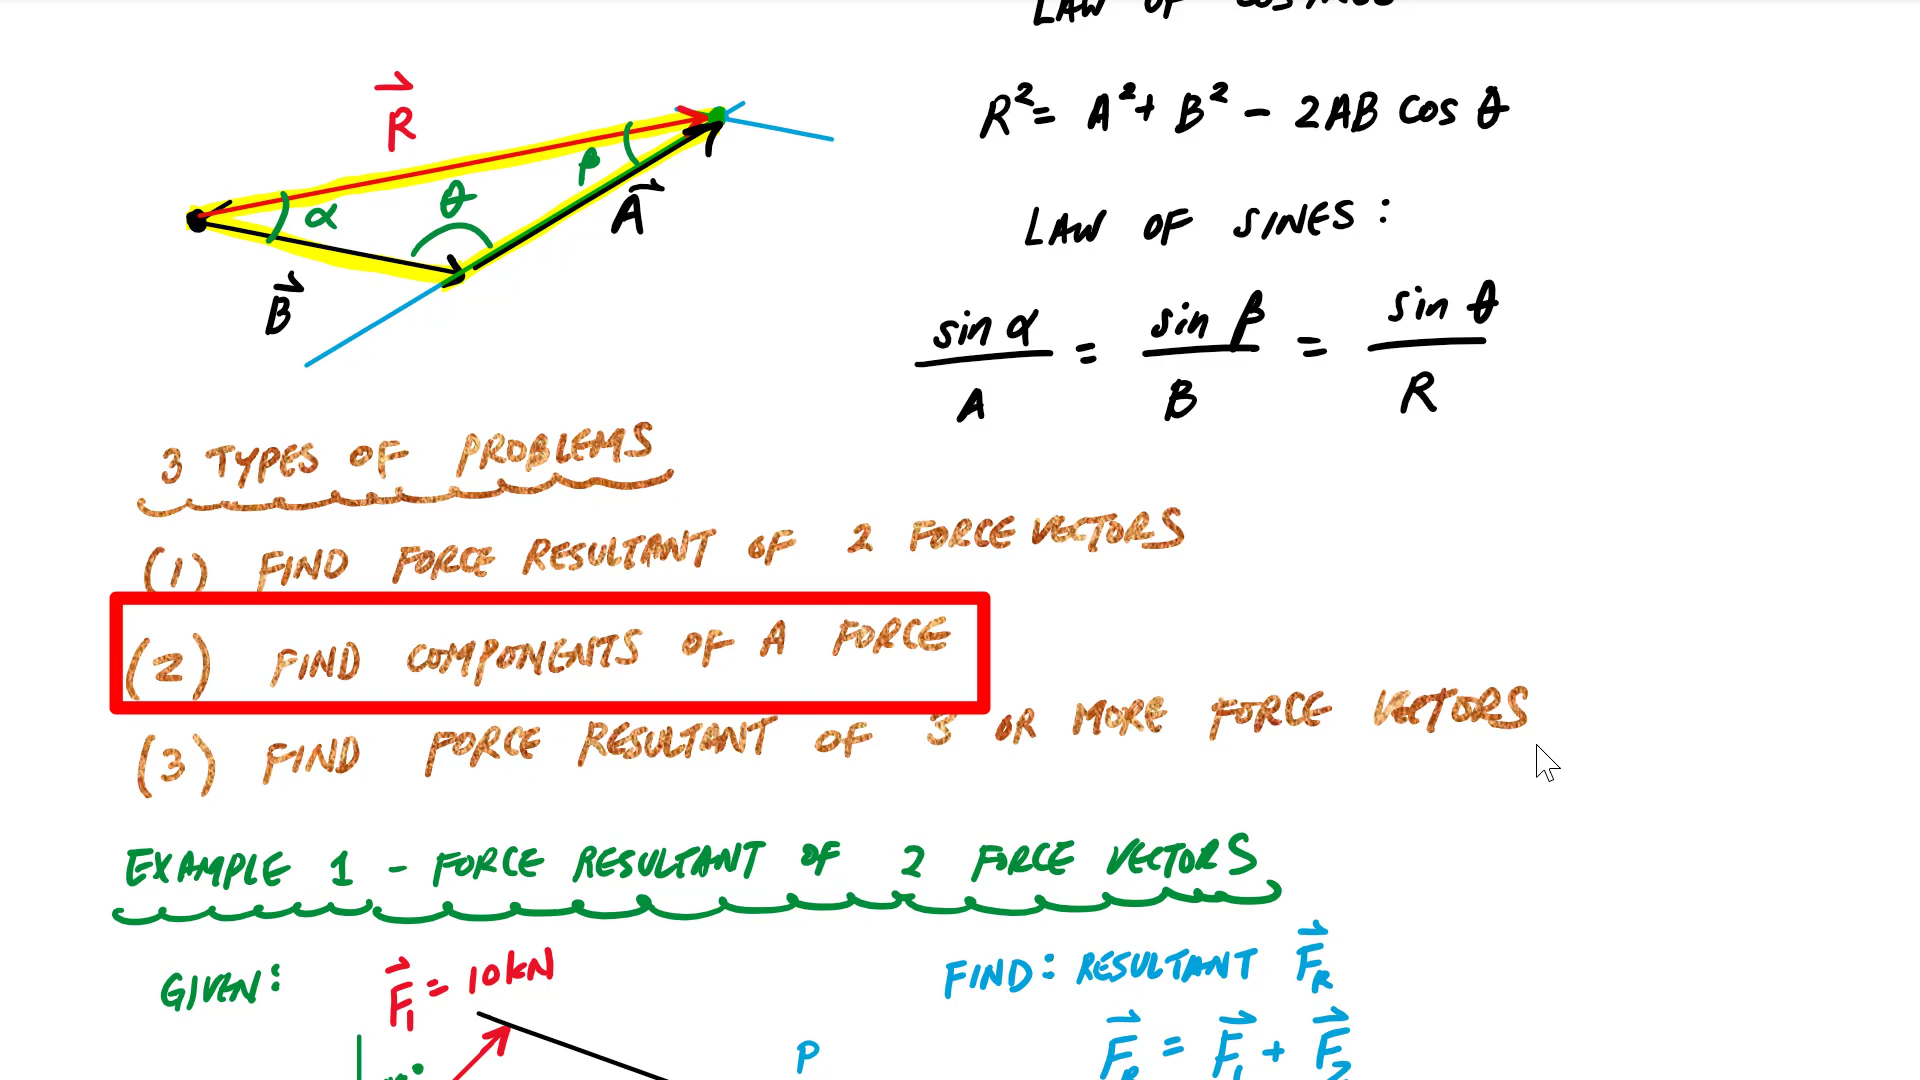 LAW OF COSINES
R
R² = A² + B² - 2AB cos θ
α θ β
A
B
LAW OF SINES:
sin α / A = sin β / B = sin θ / R
3 TYPES OF PROBLEMS
(1) FIND FORCE RESULTANT OF 2 FORCE VECTORS
(2) FIND COMPONENTS OF A FORCE
(3) FIND FORCE RESULTANT OF 3 OR MORE FORCE VECTORS
EXAMPLE 1 - FORCE RESULTANT OF 2 FORCE VECTORS
GIVEN: F₁ = 10kN
FIND: RESULTANT F_R
P
F_R = F₁ + F₂